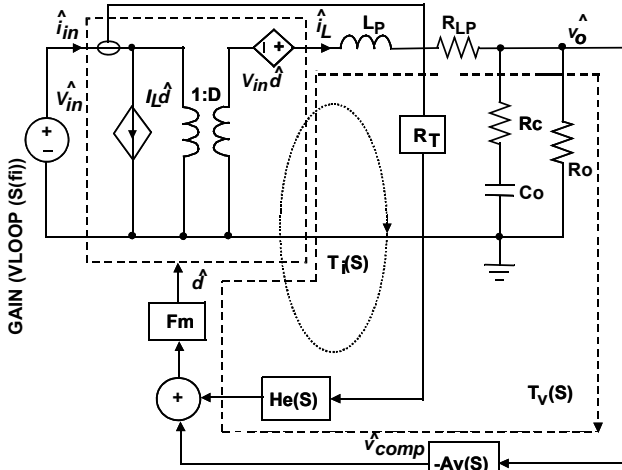 î_in
î_L
L_P
R_LP
v̂_o
+
V_in d̂
V̂_in
I_L d̂
1:D
+
−
R_T
Rc
Ro
Co
GAIN (VLOOP (S(fi))
T_i(S)
d̂
Fm
T_v(S)
+
He(S)
v̂_comp
-Av(S)